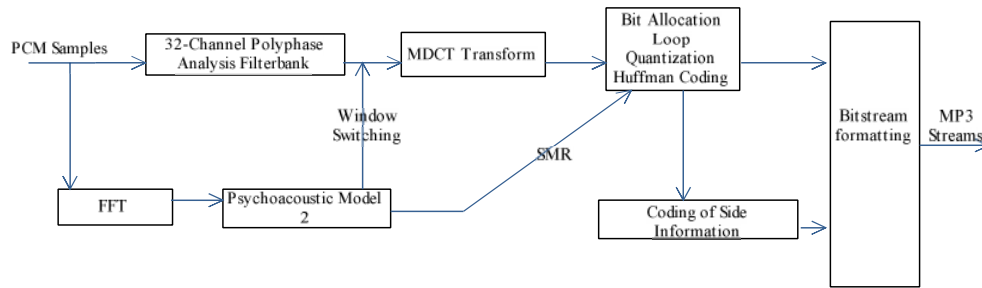 PCM Samples
32-Channel Polyphase
Analysis Filterbank
MDCT Transform
Bit Allocation
Loop
Quantization
Huffman Coding
Window
Switching
SMR
Bitstream
formatting
MP3
Streams
FFT
Psychoacoustic Model
2
Coding of Side
Information